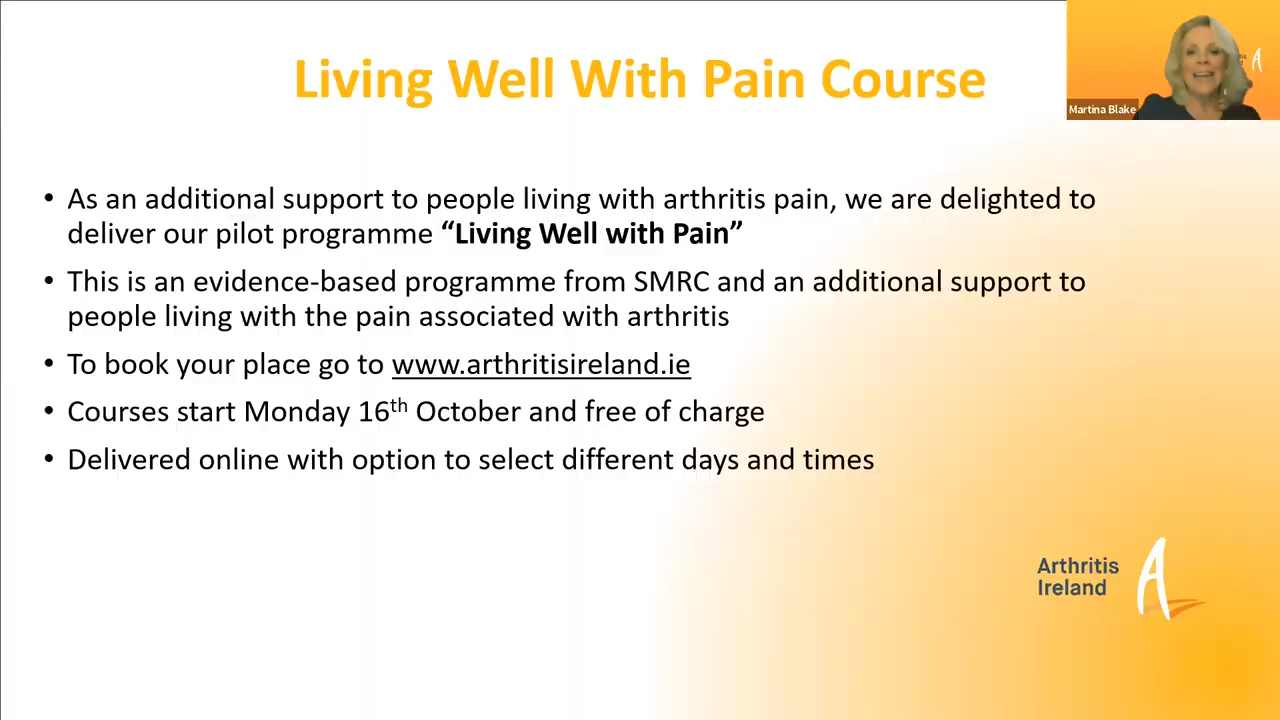 Living Well With Pain Course
Martina Blake
• As an additional support to people living with arthritis pain, we are delighted to
deliver our pilot programme “Living Well with Pain”
• This is an evidence-based programme from SMRC and an additional support to
people living with the pain associated with arthritis
• To book your place go to www.arthritisireland.ie
• Courses start Monday 16th October and free of charge
• Delivered online with option to select different days and times
Arthritis
Ireland